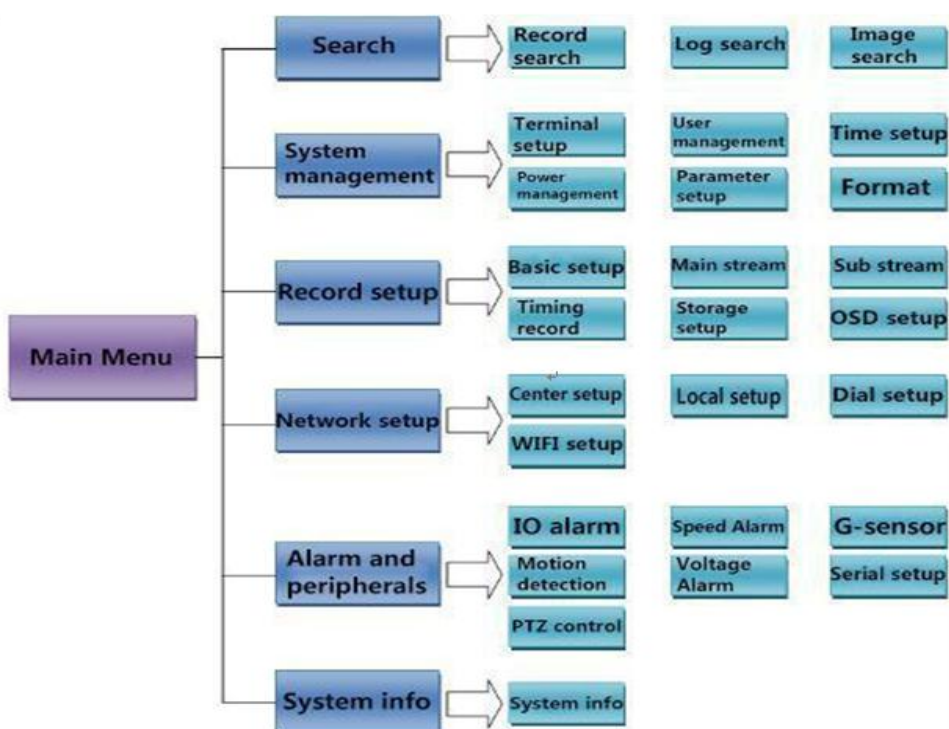 Main Menu
Search
Record
search
Log search
Image
search
System
management
Terminal
setup
User
management
Time setup
Power
management
Parameter
setup
Format
Record setup
Basic setup
Main stream
Sub stream
Timing
record
Storage
setup
OSD setup
Network setup
Center setup
Local setup
Dial setup
WIFI setup
Alarm and
peripherals
IO alarm
Speed Alarm
G-sensor
Motion
detection
Voltage
Alarm
Serial setup
PTZ control
System info
System info